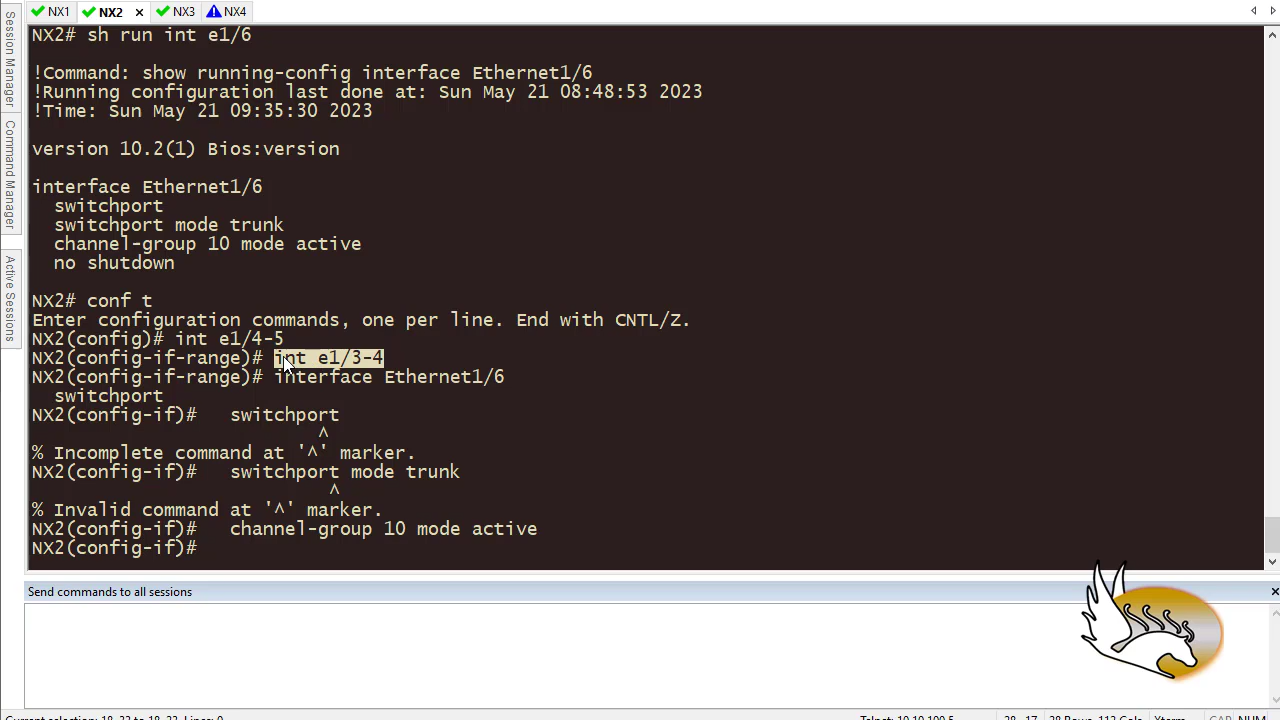 NX1
NX2 ×
NX3
NX4
Session Manager
Command Manager
Active Sessions
NX2# sh run int e1/6
!Command: show running-config interface Ethernet1/6
!Running configuration last done at: Sun May 21 08:48:53 2023
!Time: Sun May 21 09:35:30 2023
version 10.2(1) Bios:version
interface Ethernet1/6
  switchport
  switchport mode trunk
  channel-group 10 mode active
  no shutdown
NX2# conf t
Enter configuration commands, one per line. End with CNTL/Z.
NX2(config)# int e1/4-5
NX2(config-if-range)# int e1/3-4
NX2(config-if-range)# interface Ethernet1/6
  switchport
NX2(config-if)#   switchport
                           ^
% Incomplete command at '^' marker.
NX2(config-if)#   switchport mode trunk
                            ^
% Invalid command at '^' marker.
NX2(config-if)#   channel-group 10 mode active
NX2(config-if)#
Send commands to all sessions